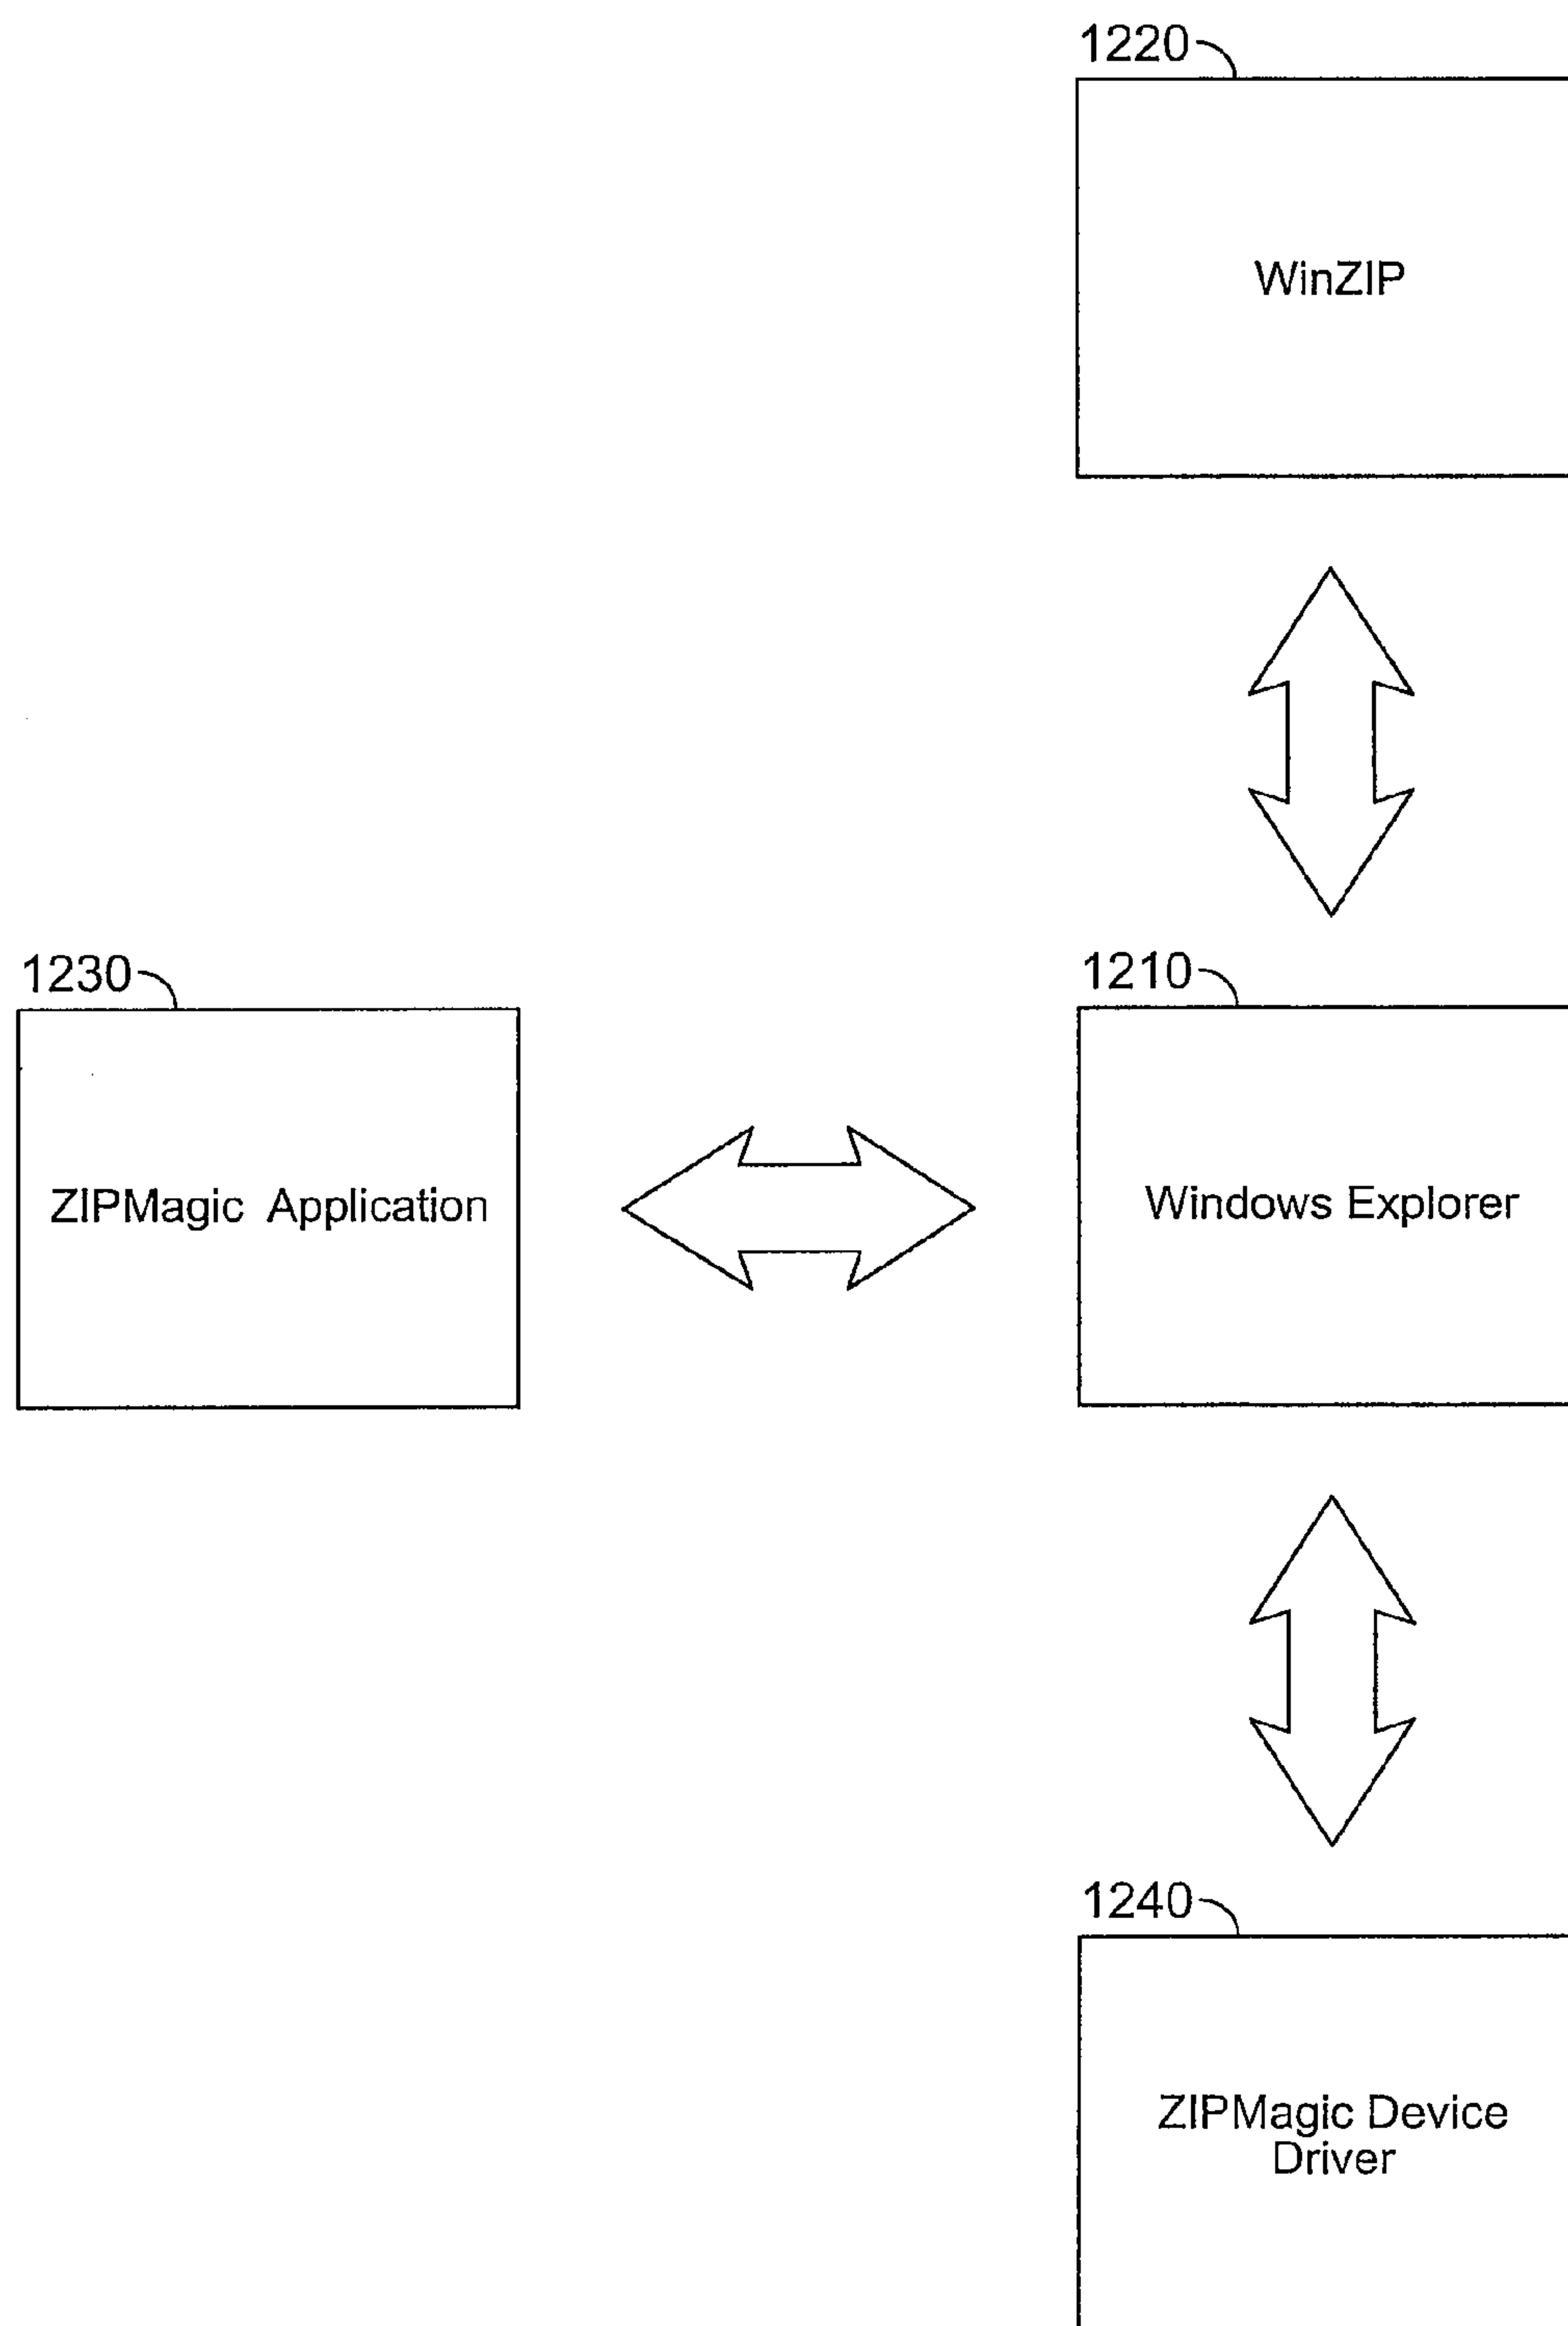 1220
WinZIP
1230
1210
ZIPMagic Application
Windows Explorer
1240
ZIPMagic Device
Driver